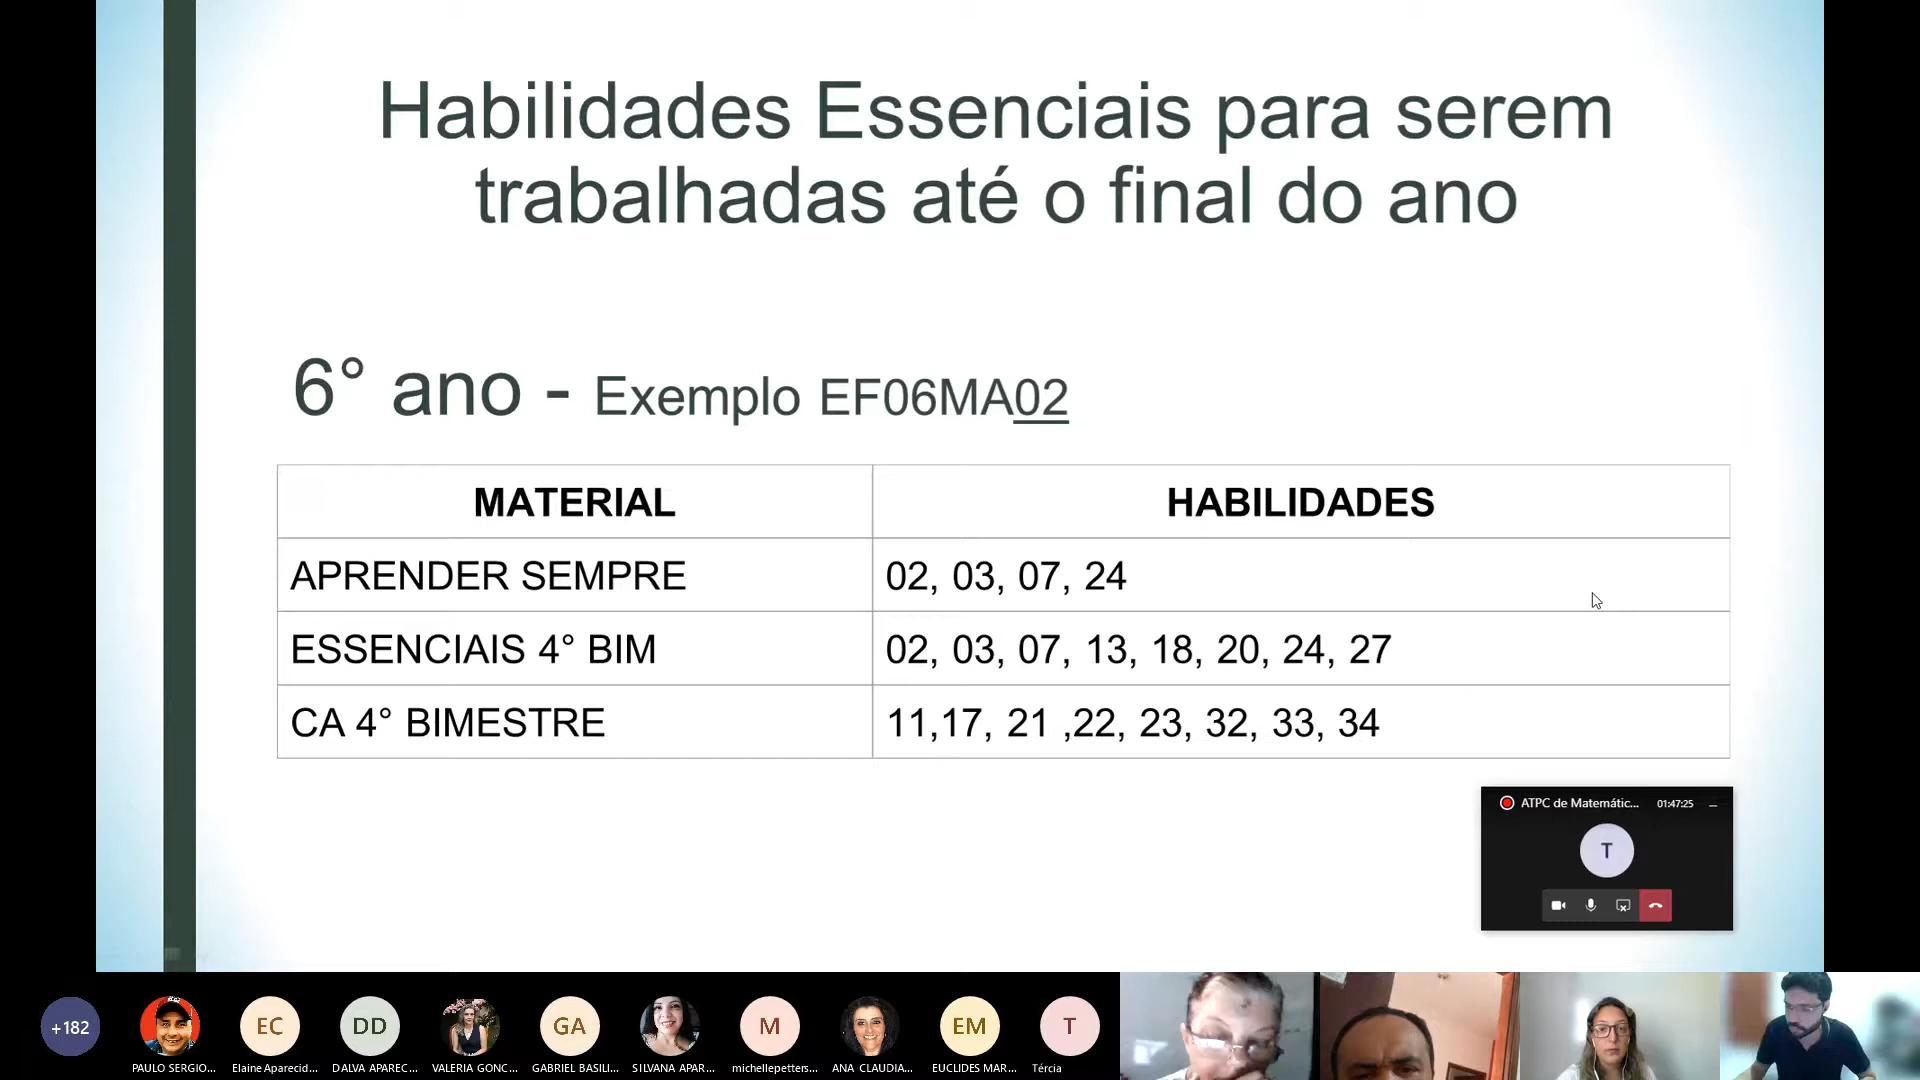 Habilidades Essenciais para serem
trabalhadas até o final do ano
6° ano - Exemplo EF06MA02
MATERIAL HABILIDADES
APRENDER SEMPRE 02, 03, 07, 24
ESSENCIAIS 4° BIM 02, 03, 07, 13, 18, 20, 24, 27
CA 4° BIMESTRE 11,17, 21 ,22, 23, 32, 33, 34
ATPC de Matemátic... 01:47:25
T
+182 EC DD GA M EM T
PAULO SERGIO... Elaine Aparecid... DALVA APAREC... VALERIA GONC... GABRIEL BASILI... SILVANA APAR... michellepetters... ANA CLAUDIA... EUCLIDES MAR... Tércia